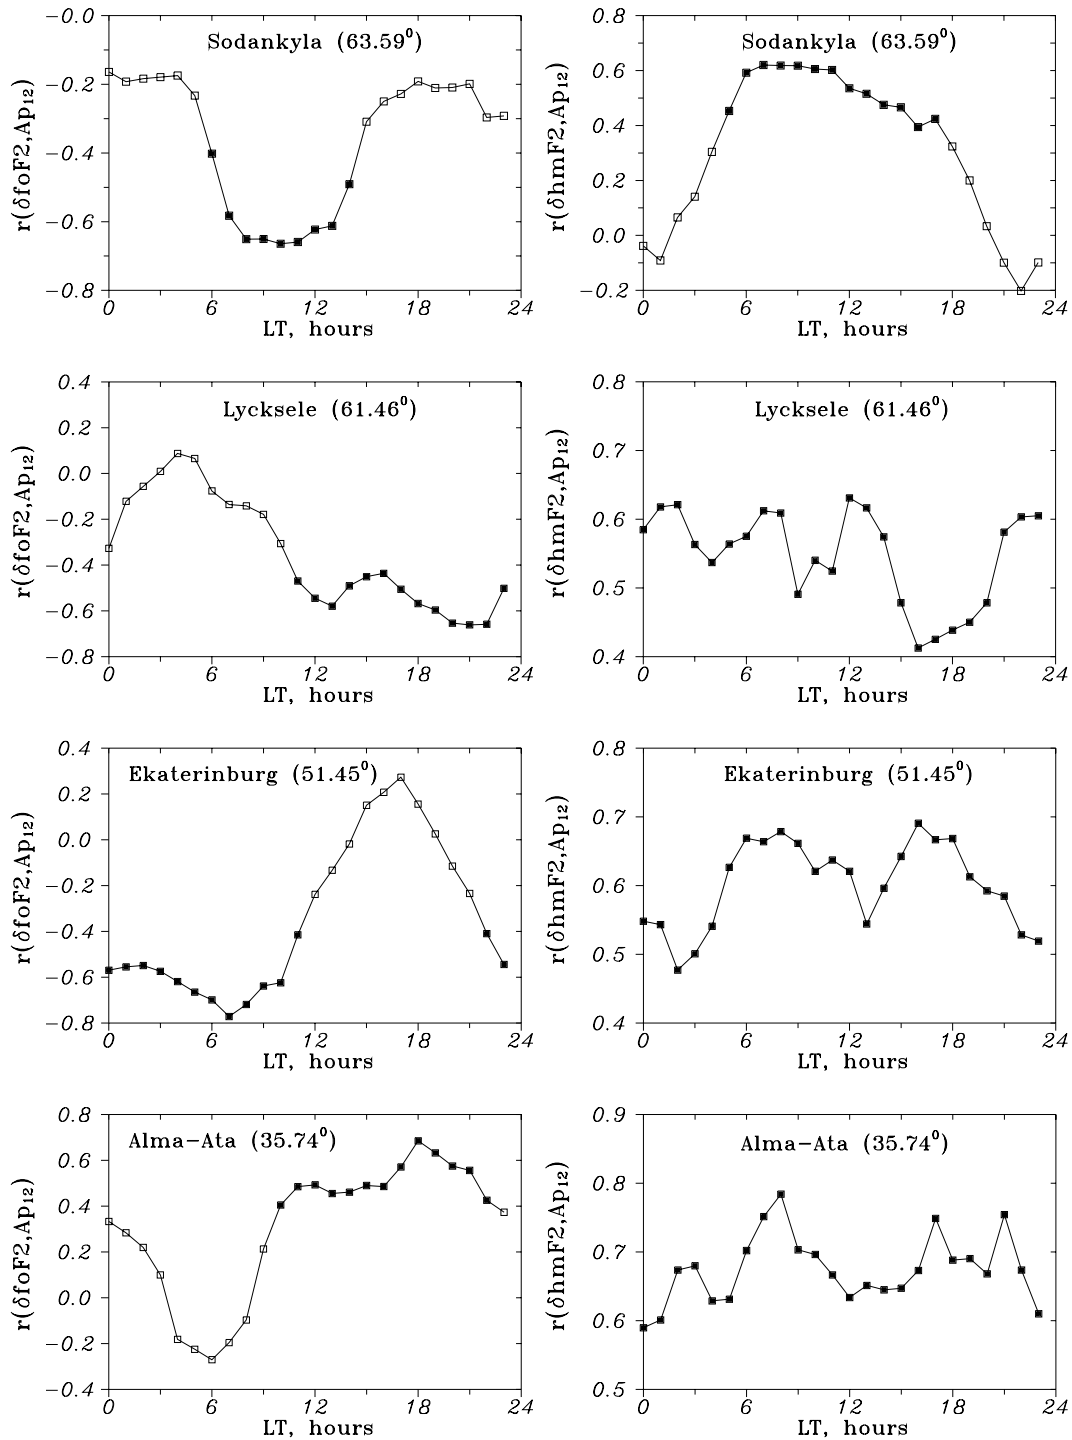 Sodankyla (63.59⁰)
r(δfoF2,Ap₁₂)
−0.0
−0.2
−0.4
−0.6
−0.8
0 6 12 18 24
LT, hours
Sodankyla (63.59⁰)
r(δhmF2,Ap₁₂)
0.8
0.6
0.4
0.2
0.0
−0.2
0 6 12 18 24
LT, hours
Lycksele (61.46⁰)
r(δfoF2,Ap₁₂)
0.4
0.2
0.0
−0.2
−0.4
−0.6
−0.8
0 6 12 18 24
LT, hours
Lycksele (61.46⁰)
r(δhmF2,Ap₁₂)
0.8
0.7
0.6
0.5
0.4
0 6 12 18 24
LT, hours
Ekaterinburg (51.45⁰)
r(δfoF2,Ap₁₂)
0.4
0.2
0.0
−0.2
−0.4
−0.6
−0.8
0 6 12 18 24
LT, hours
Ekaterinburg (51.45⁰)
r(δhmF2,Ap₁₂)
0.8
0.7
0.6
0.5
0.4
0 6 12 18 24
LT, hours
Alma−Ata (35.74⁰)
r(δfoF2,Ap₁₂)
0.8
0.6
0.4
0.2
0.0
−0.2
−0.4
0 6 12 18 24
LT, hours
Alma−Ata (35.74⁰)
r(δhmF2,Ap₁₂)
0.9
0.8
0.7
0.6
0.5
0 6 12 18 24
LT, hours